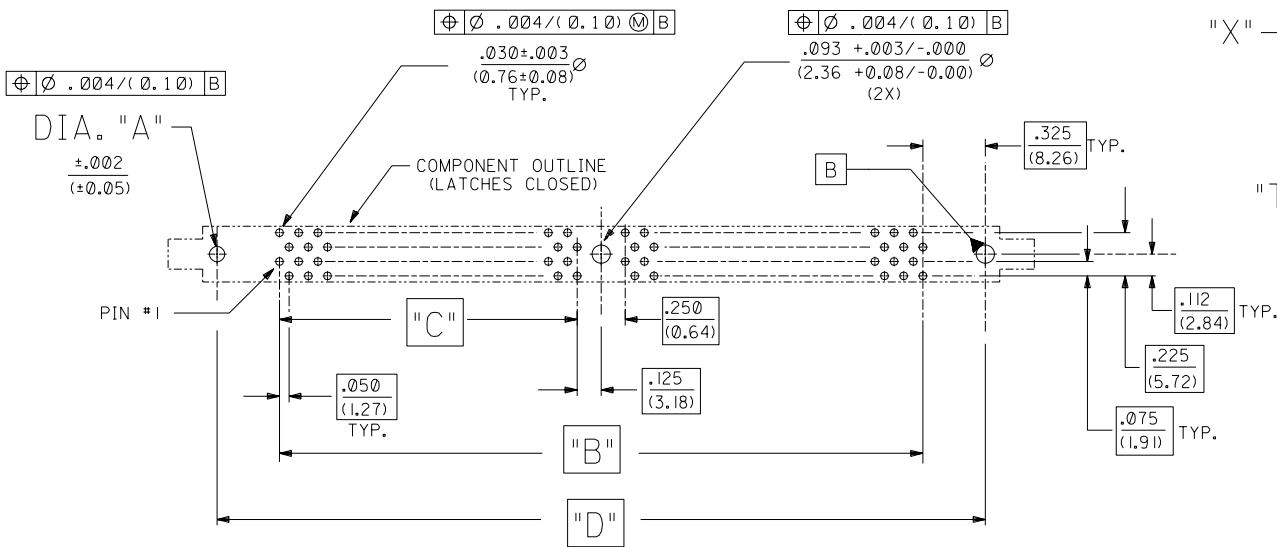 ⌖ Ø .004/(0.10) Ⓜ B
⌖ Ø .004/(0.10) B
"X"
.030±.003
(0.76±0.08) Ø
TYP.
.093 +.003/-.000
(2.36 +0.08/-0.00) Ø
(2X)
⌖ Ø .004/(0.10) B
DIA. "A"
±.002
(±0.05)
COMPONENT OUTLINE
(LATCHES CLOSED)
B
.325
(8.26)
TYP.
PIN #1
"C"
.250
(0.64)
.112
(2.84)
TYP.
.225
(5.72)
.050
(1.27)
TYP.
.125
(3.18)
.075
(1.91)
TYP.
"B"
"D"